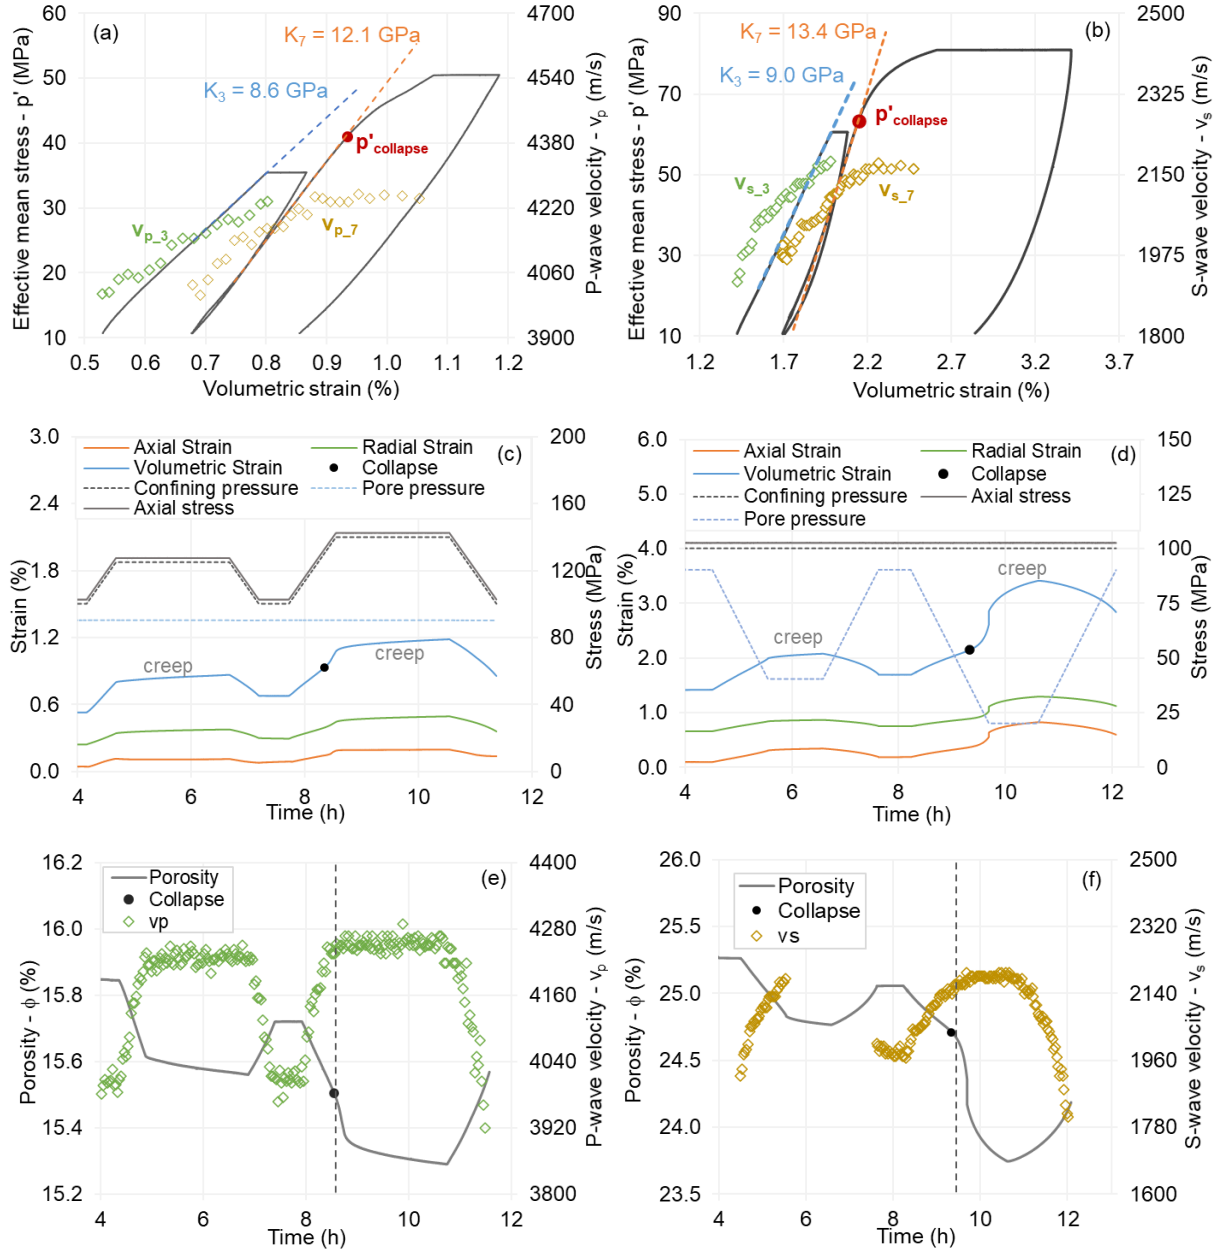 (a)
Effective mean stress - p' (MPa)
60
50
40
30
20
10
0.5
0.6
0.7
0.8
0.9
1.0
1.1
1.2
Volumetric strain (%)
4700
4540
4380
4220
4060
3900
P-wave velocity - vp (m/s)
K7 = 12.1 GPa
K3 = 8.6 GPa
p'collapse
vp_3
vp_7
(b)
Effective mean stress - p' (MPa)
90
70
50
30
10
1.2
1.7
2.2
2.7
3.2
3.7
Volumetric strain (%)
2500
2325
2150
1975
1800
S-wave velocity - vs (m/s)
K7 = 13.4 GPa
K3 = 9.0 GPa
p'collapse
vs_3
vs_7
(c)
Axial Strain
Radial Strain
Volumetric Strain
Collapse
Confining pressure
Pore pressure
Axial stress
Strain (%)
3.0
2.4
1.8
1.2
0.6
0.0
4
6
8
10
12
Time (h)
200
160
120
80
40
0
Stress (MPa)
creep
creep
(d)
Axial Strain
Radial Strain
Volumetric Strain
Collapse
Confining pressure
Axial stress
Pore pressure
Strain (%)
6.0
5.0
4.0
3.0
2.0
1.0
0.0
4
6
8
10
12
Time (h)
150
125
100
75
50
25
0
Stress (MPa)
creep
creep
(e)
Porosity
Collapse
vp
Porosity - ϕ (%)
16.2
16.0
15.8
15.6
15.4
15.2
4
6
8
10
12
Time (h)
4400
4280
4160
4040
3920
3800
P-wave velocity - vp (m/s)
(f)
Porosity
Collapse
vs
Porosity - ϕ (%)
26.0
25.5
25.0
24.5
24.0
23.5
4
6
8
10
12
Time (h)
2500
2320
2140
1960
1780
1600
S-wave velocity - vs (m/s)